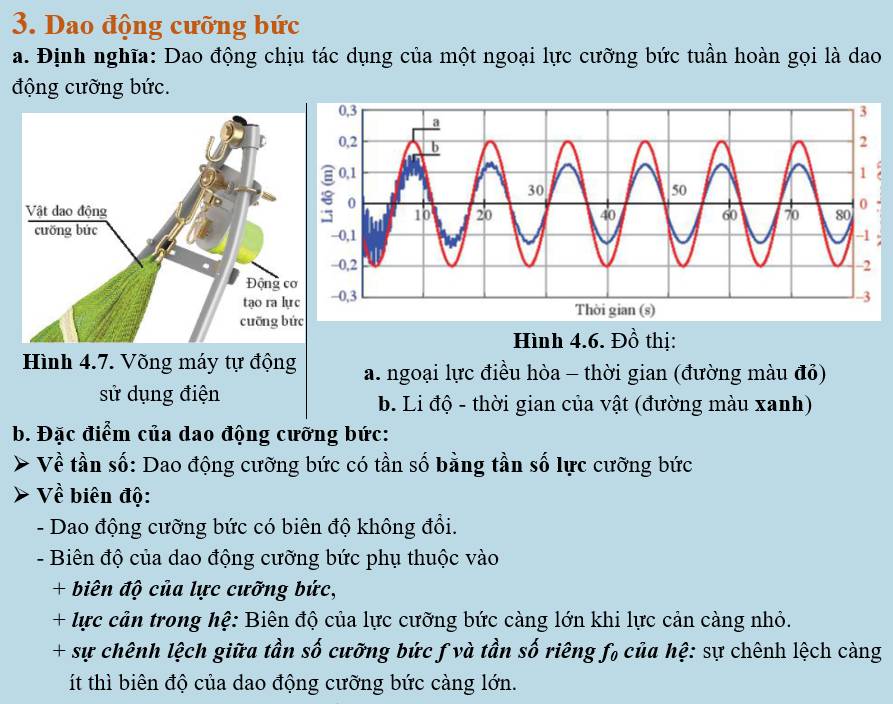 3. Dao động cưỡng bức
a. Định nghĩa: Dao động chịu tác dụng của một ngoại lực cưỡng bức tuần hoàn gọi là dao
động cưỡng bức.
Vật dao động
cưỡng bức
Động cơ
tạo ra lực
cưỡng bức
Hình 4.7. Võng máy tự động
sử dụng điện
0,3
0,2
0,1
0
–0,1
–0,2
–0,3
Li độ (m)
a
b
10
20
30
40
50
60
70
80
3
2
1
0
–1
–2
–3
Thời gian (s)
Hình 4.6. Đồ thị:
a. ngoại lực điều hòa – thời gian (đường màu đỏ)
b. Li độ - thời gian của vật (đường màu xanh)
b. Đặc điểm của dao động cưỡng bức:
➢ Về tần số: Dao động cưỡng bức có tần số bằng tần số lực cưỡng bức
➢ Về biên độ:
- Dao động cưỡng bức có biên độ không đổi.
- Biên độ của dao động cưỡng bức phụ thuộc vào
+ biên độ của lực cưỡng bức,
+ lực cản trong hệ: Biên độ của lực cưỡng bức càng lớn khi lực cản càng nhỏ.
+ sự chênh lệch giữa tần số cưỡng bức f và tần số riêng f₀ của hệ: sự chênh lệch càng
ít thì biên độ của dao động cưỡng bức càng lớn.